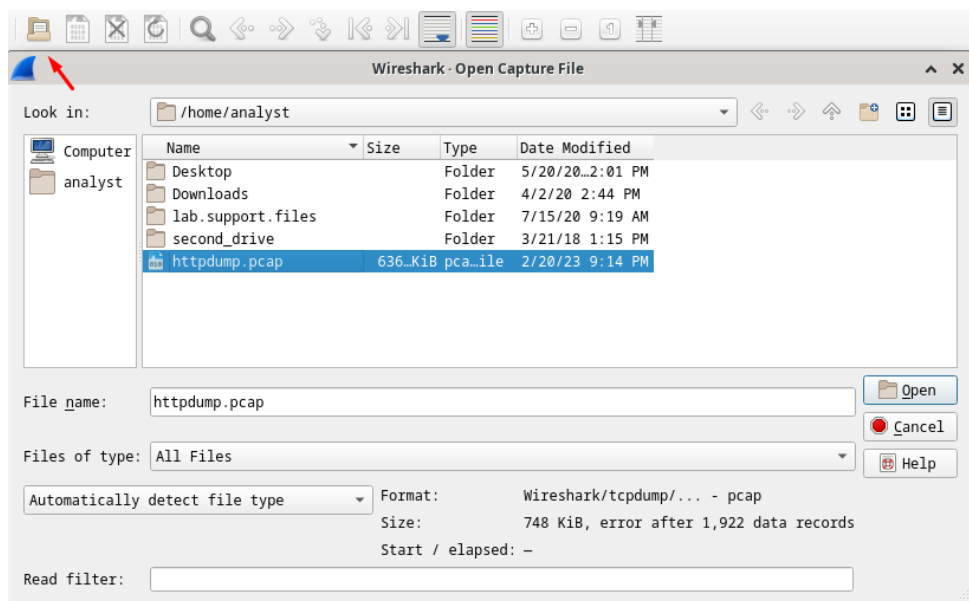 Wireshark · Open Capture File
Look in: /home/analyst
Computer
analyst
Name Size Type Date Modified
Desktop Folder 5/20/20…2:01 PM
Downloads Folder 4/2/20 2:44 PM
lab.support.files Folder 7/15/20 9:19 AM
second_drive Folder 3/21/18 1:15 PM
httpdump.pcap 636…KiB pca…ile 2/20/23 9:14 PM
File name: httpdump.pcap
Open
Cancel
Files of type: All Files
Help
Automatically detect file type
Format: Wireshark/tcpdump/... - pcap
Size: 748 KiB, error after 1,922 data records
Start / elapsed: —
Read filter: